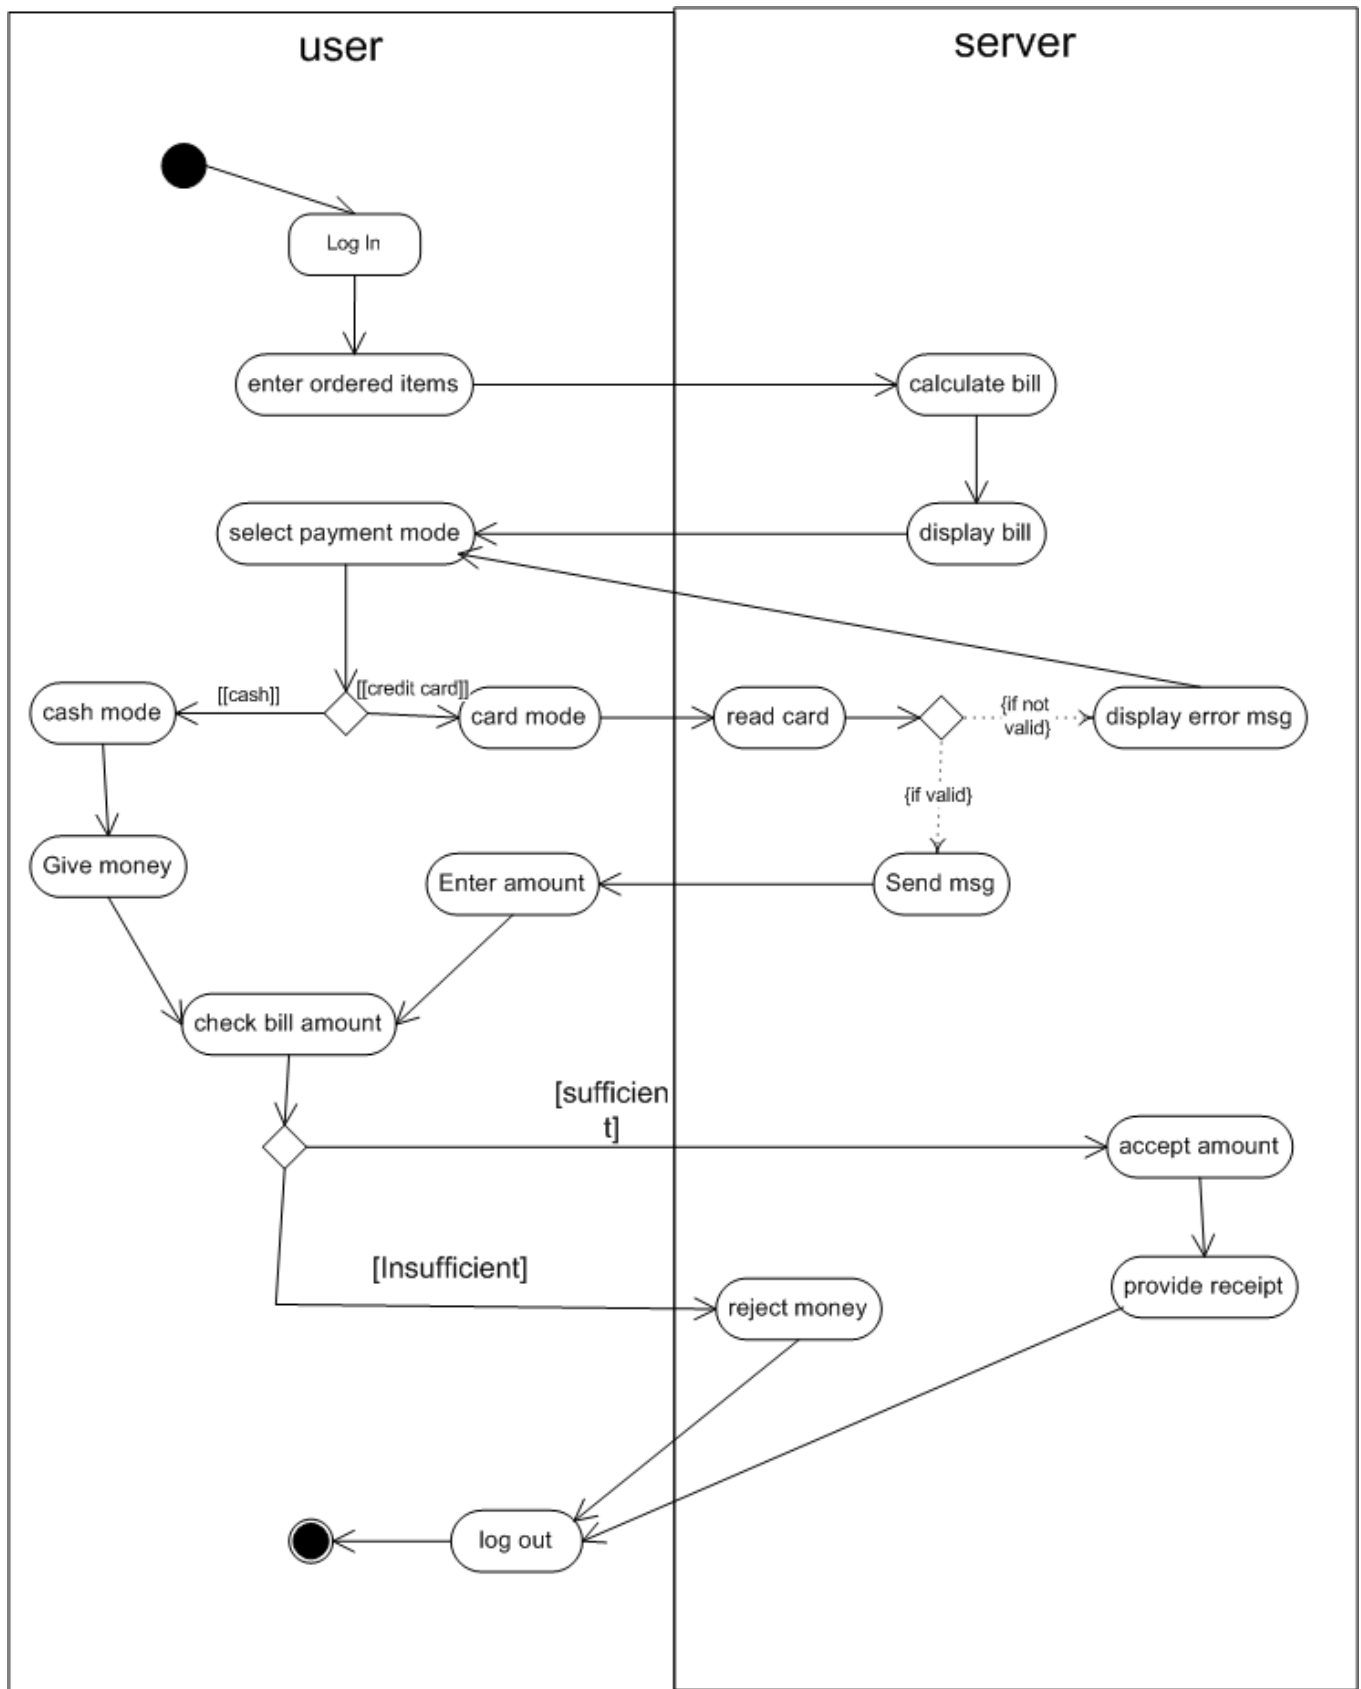 user
server
Log In
enter ordered items
calculate bill
select payment mode
display bill
[[cash]]
[[credit card]]
cash mode
card mode
read card
{if not
valid}
display error msg
{if valid}
Give money
Enter amount
Send msg
check bill amount
[sufficien
t]
accept amount
[Insufficient]
reject money
provide receipt
log out